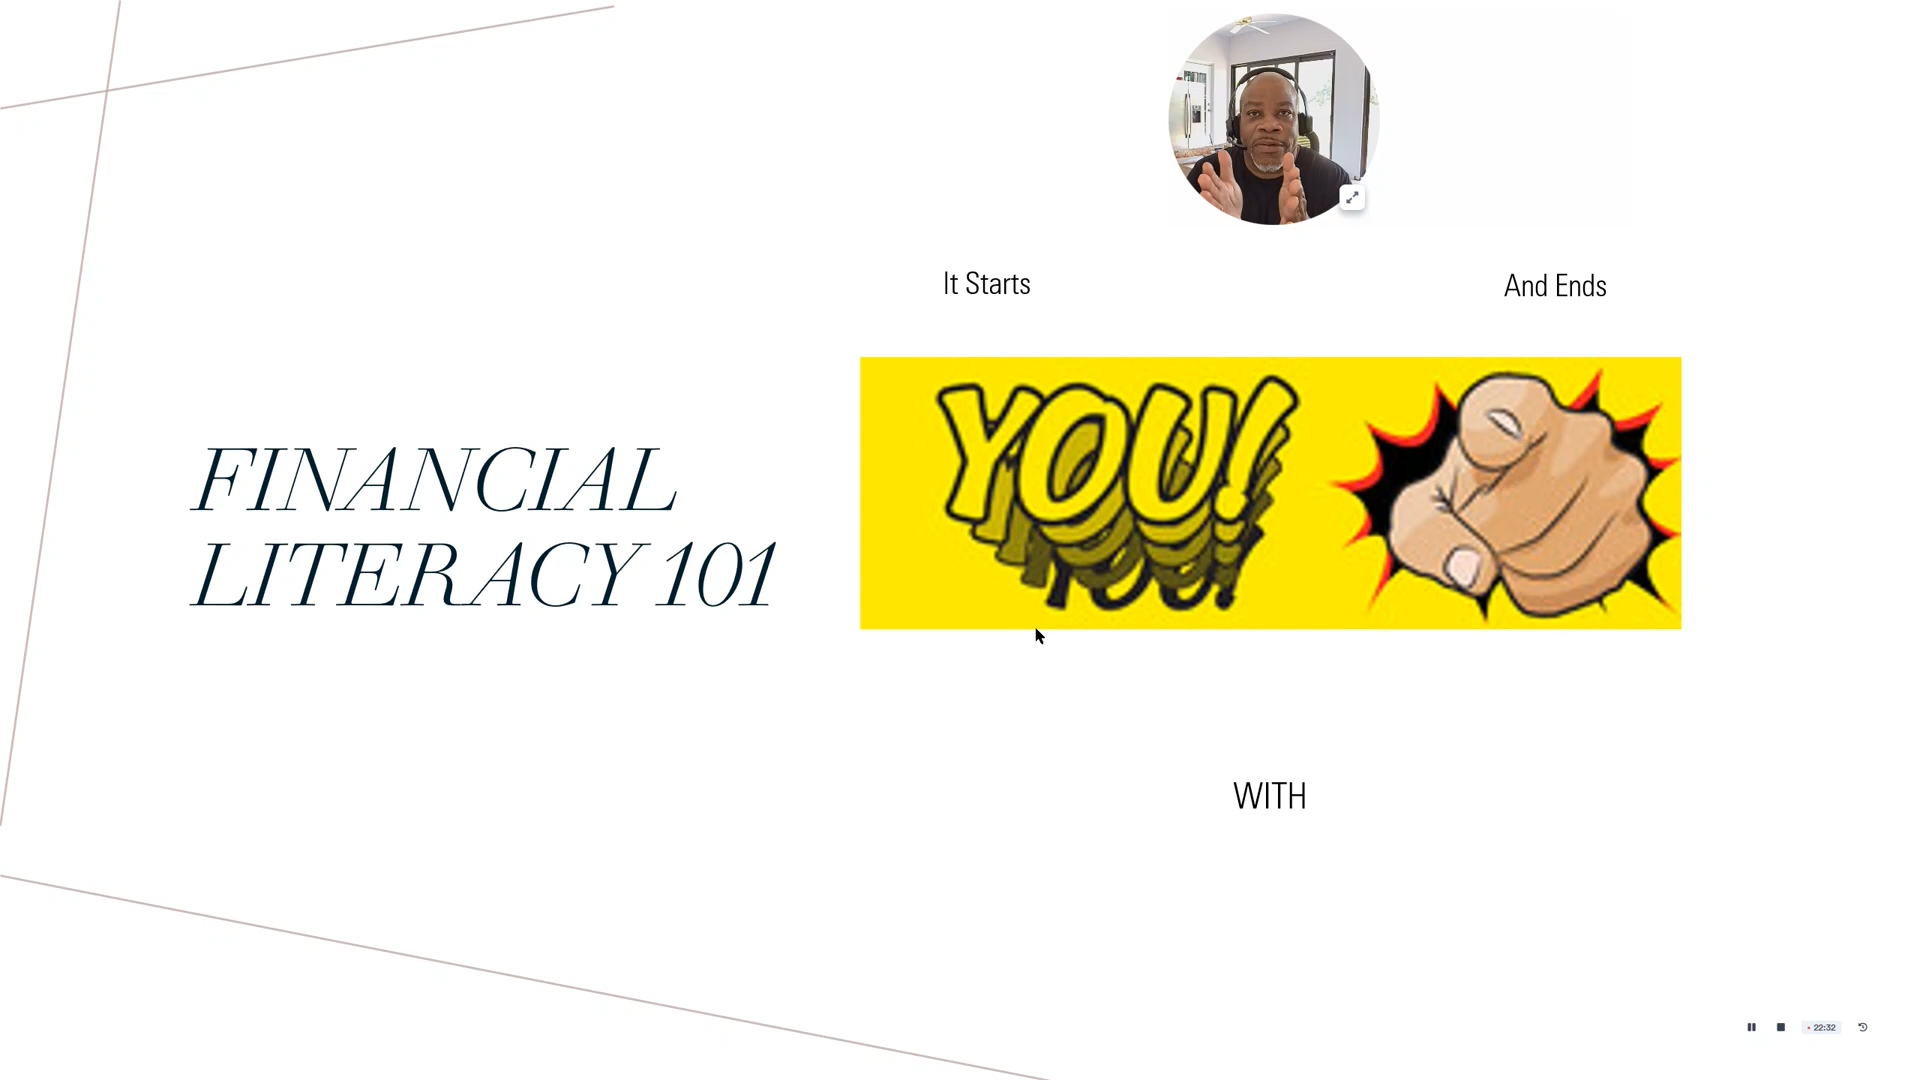 It Starts
And Ends
YOU!
FINANCIAL
LITERACY 101
WITH
22:32